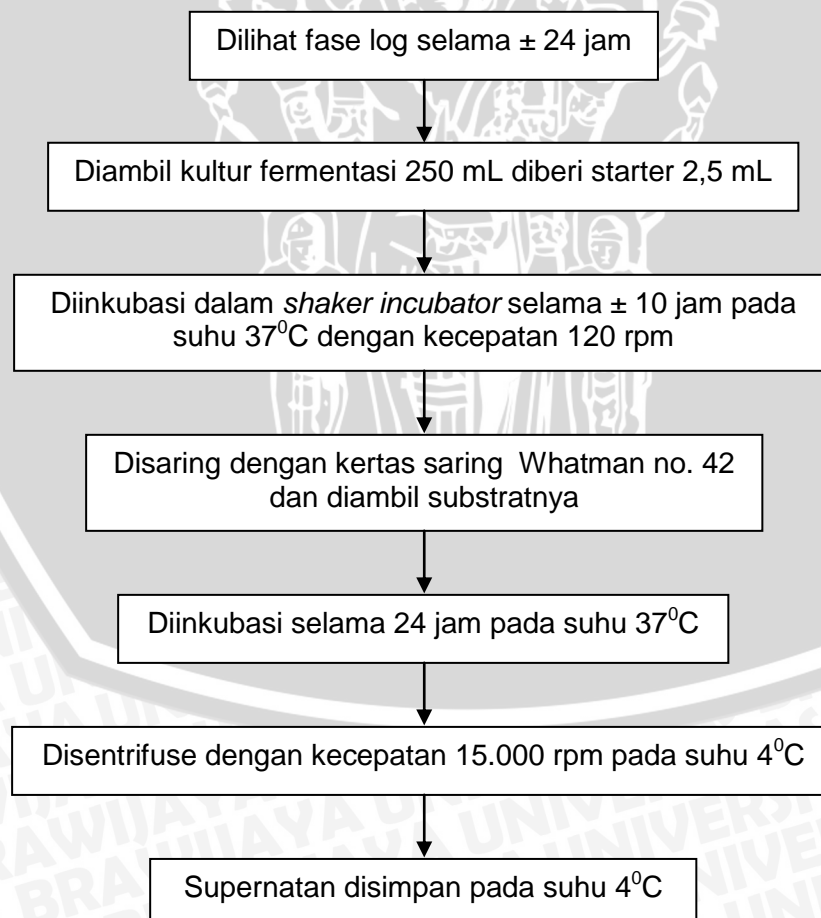 Dilihat fase log selama ± 24 jam
Diambil kultur fermentasi 250 mL diberi starter 2,5 mL
Diinkubasi dalam shaker incubator selama ± 10 jam pada
suhu 37⁰C dengan kecepatan 120 rpm
Disaring dengan kertas saring Whatman no. 42
dan diambil substratnya
Diinkubasi selama 24 jam pada suhu 37⁰C
Disentrifuse dengan kecepatan 15.000 rpm pada suhu 4⁰C
Supernatan disimpan pada suhu 4⁰C